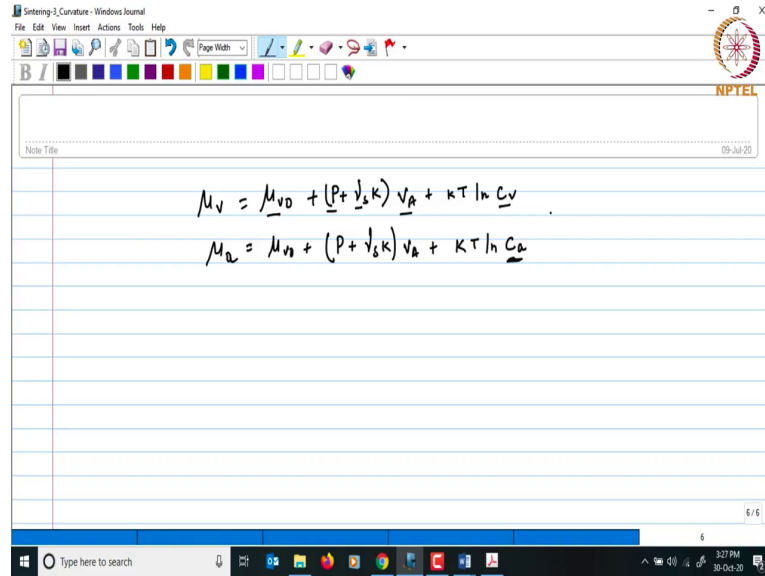 Sintering-3_Curvature - Windows Journal
File Edit View Insert Actions Tools Help
Page Width
B I
NPTEL
Note Title
09-Jul-20
μv = μvo + (P + γsK) VA + KT ln Cv
μa = μvo + (P + γsK) VA + KT ln Ca
6 / 6
6
Type here to search
3:27 PM
30-Oct-20